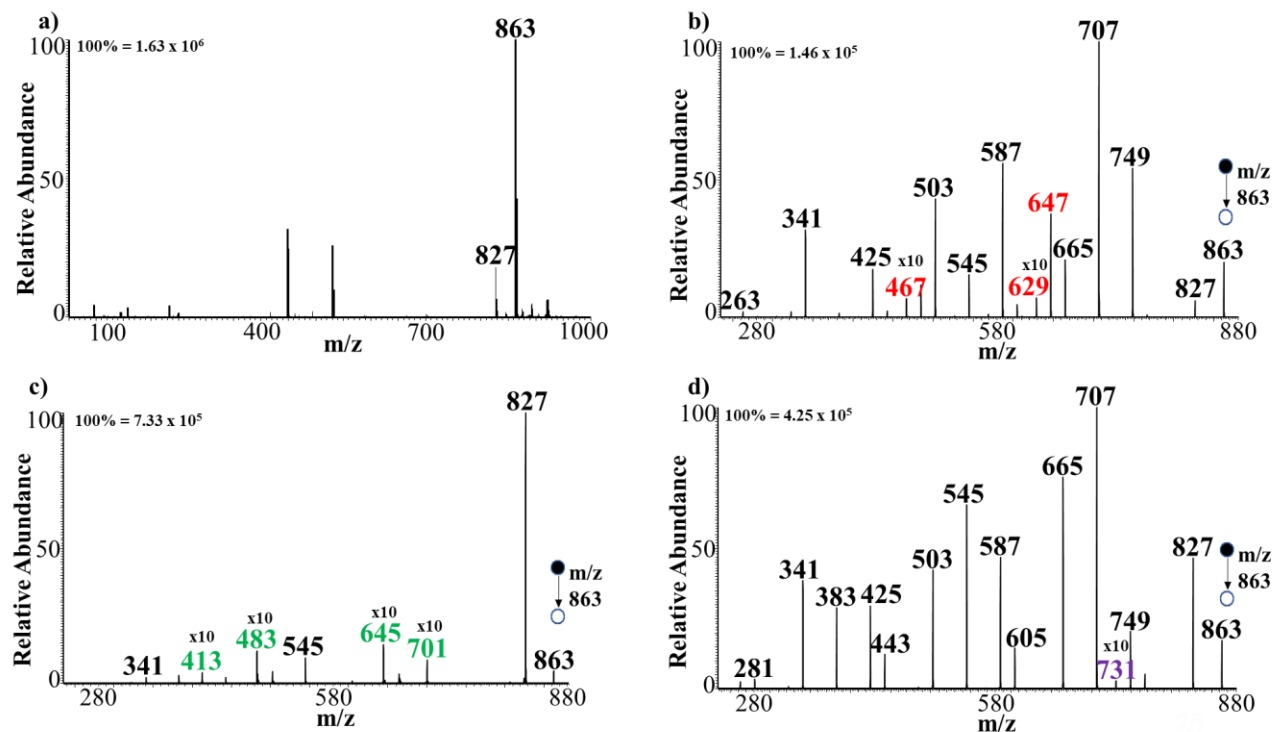 a)
100% = 1.63 x 10⁶
863
827
Relative Abundance
100
50
0
100
400
700
1000
m/z
b)
100% = 1.46 x 10⁵
707
587
749
503
647
341
425
x10
467
545
x10
629
665
263
827
863
m/z
863
Relative Abundance
100
50
0
280
580
880
m/z
c)
100% = 7.33 x 10⁵
827
x10
413
x10
483
545
x10
645
x10
701
341
863
m/z
863
Relative Abundance
100
50
0
280
580
880
m/z
d)
100% = 4.25 x 10⁵
707
665
545
587
503
827
341
383
425
443
605
x10
731
749
281
863
m/z
863
Relative Abundance
100
50
0
280
580
880
m/z